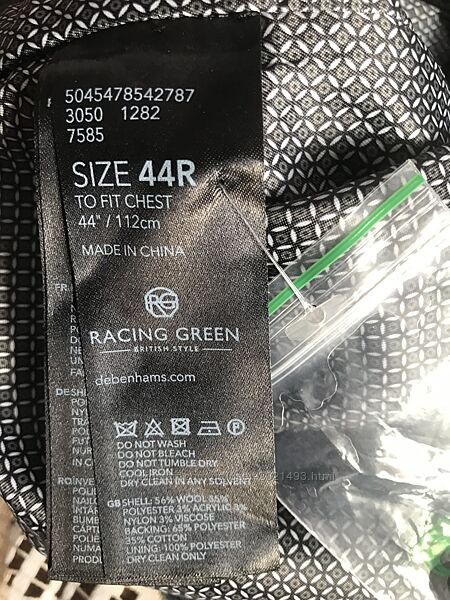 5045478542787
3050 1282
7585
SIZE 44R
TO FIT CHEST
44" / 112cm
MADE IN CHINA
RG
RACING GREEN
BRITISH STYLE
debenhams.com
DO NOT WASH
DO NOT BLEACH
DO NOT TUMBLE DRY
COOL IRON
DRY CLEAN IN ANY SOLVENT
GB SHELL: 56% WOOL 35%
POLYESTER 3% ACRYLIC 3%
NYLON 3% VISCOSE
BACKING: 65% POLYESTER
35% COTTON
LINING: 100% POLYESTER
DRY CLEAN ONLY